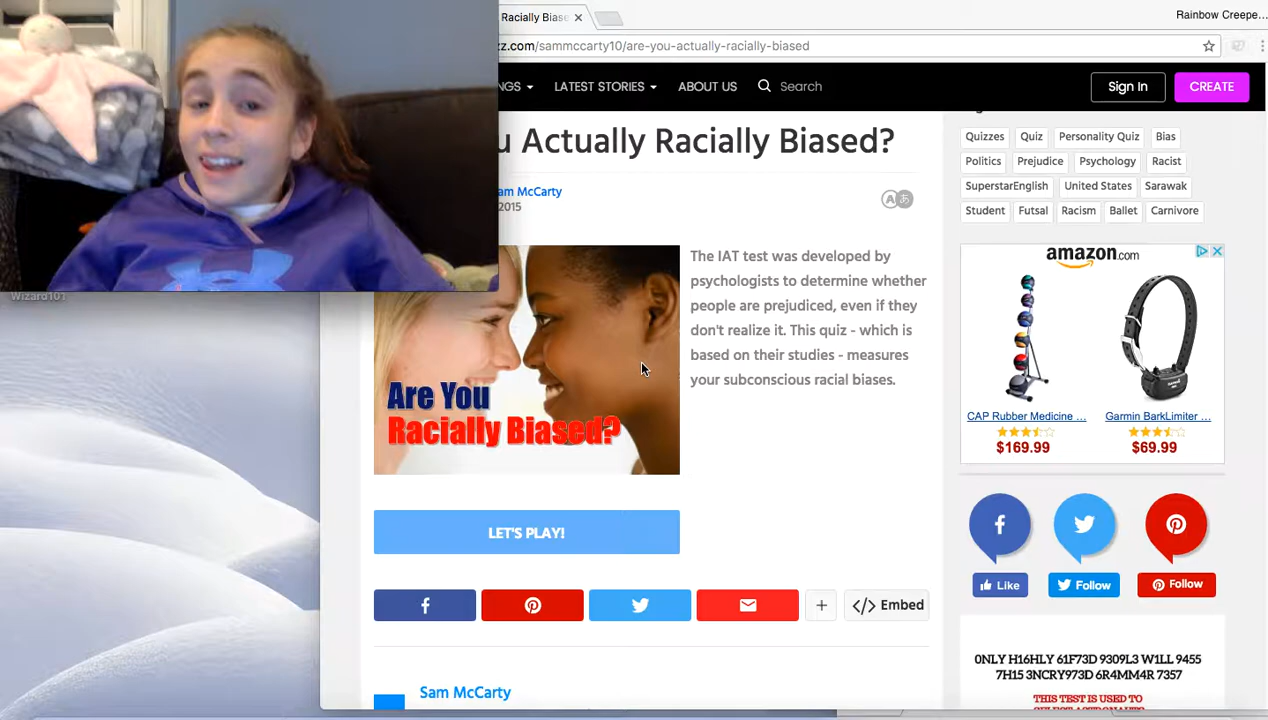 Racially Biase
Rainbow Creepe...
zz.com/sammccarty10/are-you-actually-racially-biased
NGS
LATEST STORIES
ABOUT US
Search
Sign In
CREATE
u Actually Racially Biased?
am McCarty
2015
Quizzes
Quiz
Personality Quiz
Bias
Politics
Prejudice
Psychology
Racist
SuperstarEnglish
United States
Sarawak
Student
Futsal
Racism
Ballet
Carnivore
Wizard101
Are You
Racially Biased?
The IAT test was developed by
psychologists to determine whether
people are prejudiced, even if they
don't realize it. This quiz - which is
based on their studies - measures
your subconscious racial biases.
amazon.com
CAP Rubber Medicine ...
$169.99
Garmin BarkLimiter ...
$69.99
LET'S PLAY!
Like
Follow
Follow
Embed
Sam McCarty
0NLY H16HLY 61F73D 9309L3 W1LL 9455
7H15 3NCRY973D 6R4MM4R 7357
THIS TEST IS USED TO